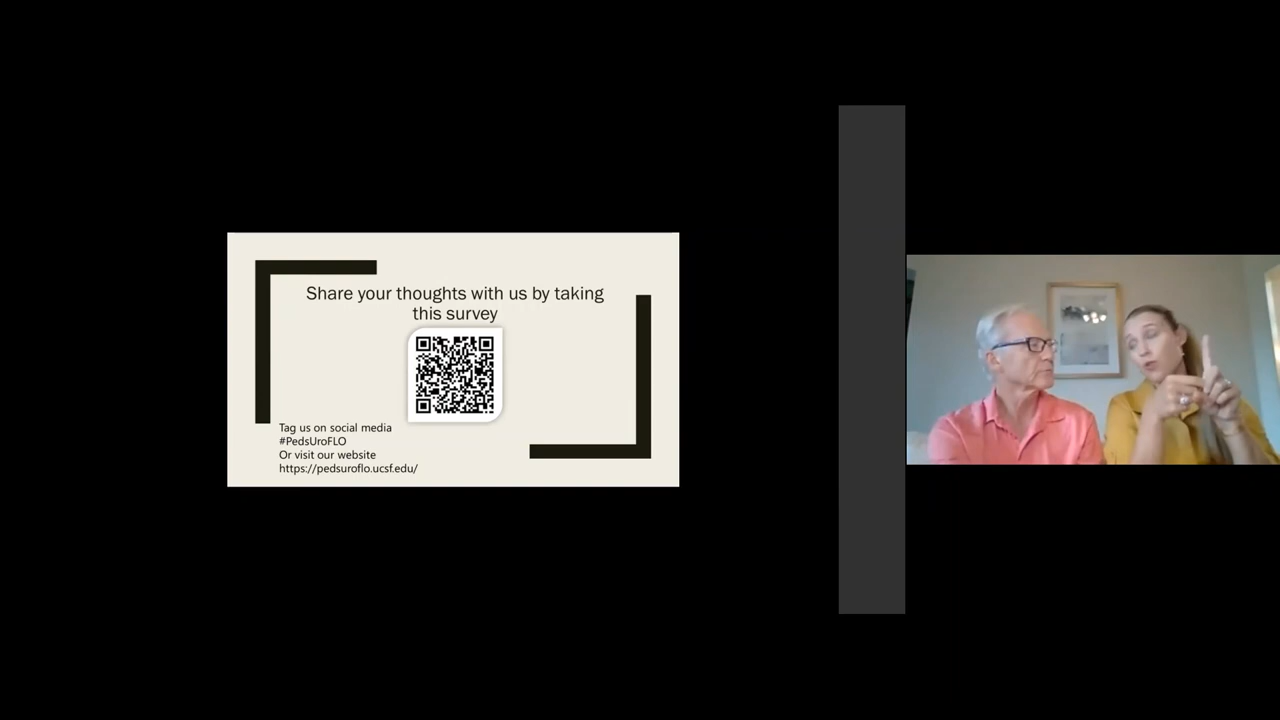 Share your thoughts with us by taking
this survey
Tag us on social media
#PedsUroFLO
Or visit our website
https://pedsuroflo.ucsf.edu/